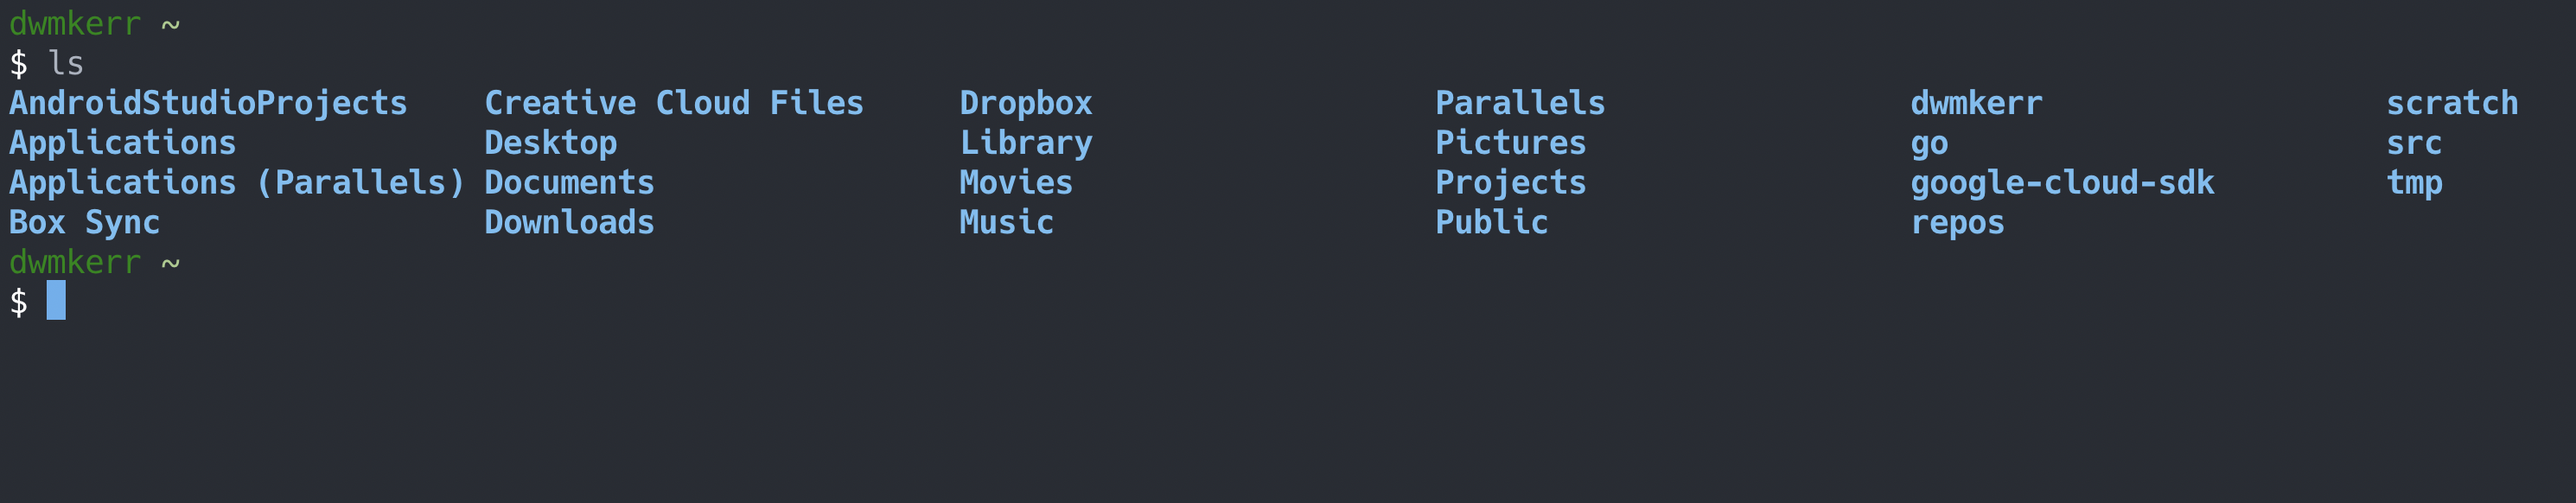 dwmkerr ~
$ ls
AndroidStudioProjects    Creative Cloud Files     Dropbox                  Parallels                dwmkerr                  scratch
Applications             Desktop                  Library                  Pictures                 go                       src
Applications (Parallels) Documents                Movies                   Projects                 google-cloud-sdk         tmp
Box Sync                 Downloads                Music                    Public                   repos
dwmkerr ~
$